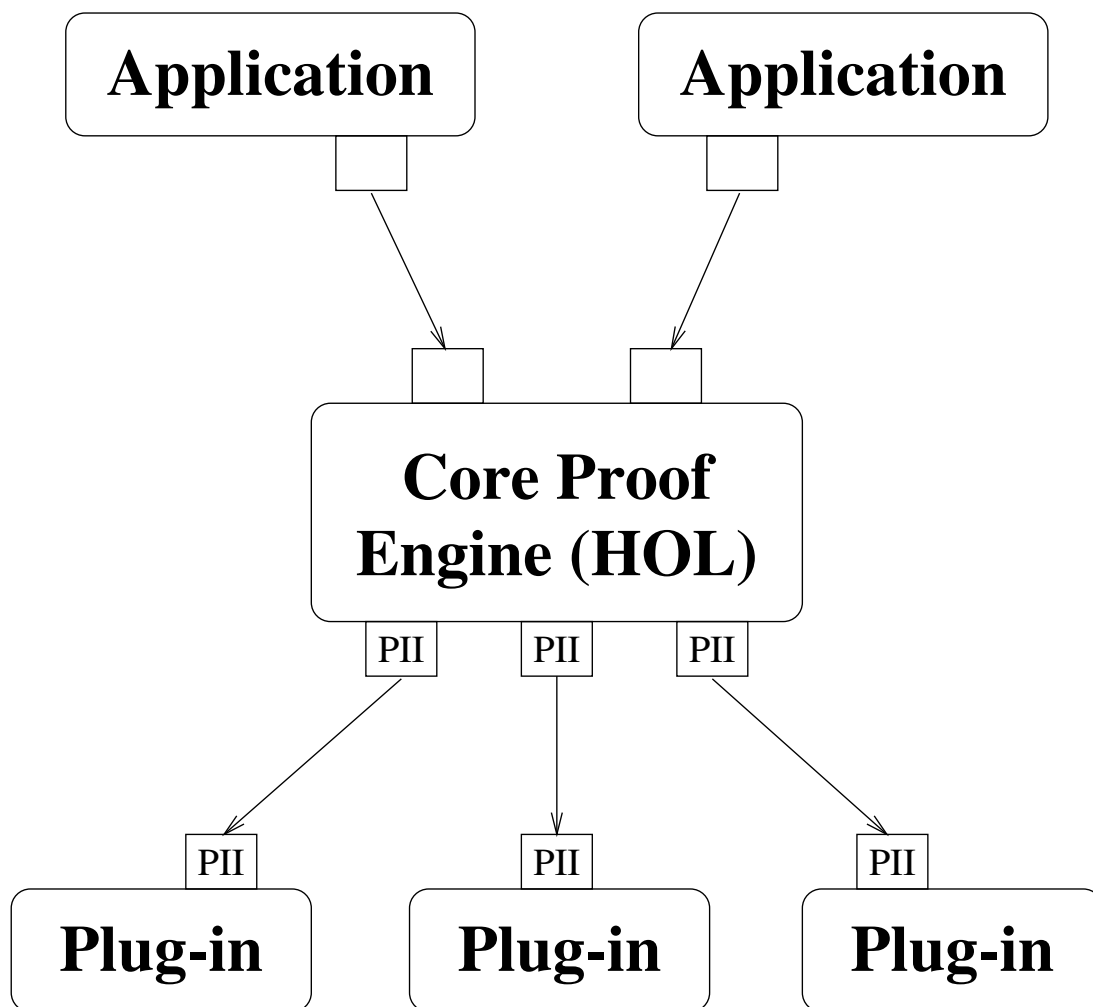 Application
Application
Core Proof
Engine (HOL)
PII
PII
PII
PII
PII
PII
Plug-in
Plug-in
Plug-in